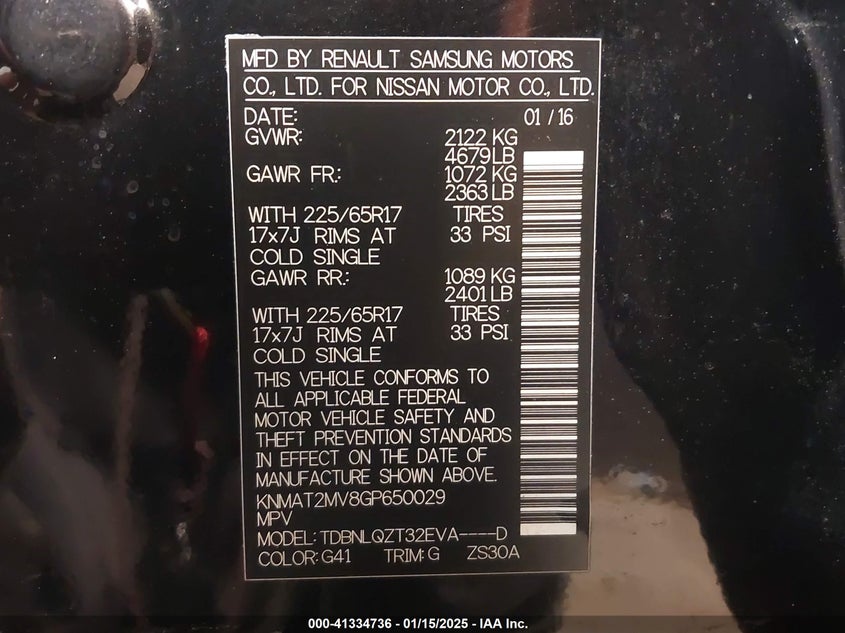 MFD BY RENAULT SAMSUNG MOTORS
CO., LTD. FOR NISSAN MOTOR CO., LTD.
DATE: 01 / 16
GVWR: 2122 KG
4679 LB
GAWR FR.: 1072 KG
2363 LB
WITH 225/65R17 TIRES
17x7J RIMS AT 33 PSI
COLD SINGLE
GAWR RR.: 1089 KG
2401 LB
WITH 225/65R17 TIRES
17x7J RIMS AT 33 PSI
COLD SINGLE
THIS VEHICLE CONFORMS TO
ALL APPLICABLE FEDERAL
MOTOR VEHICLE SAFETY AND
THEFT PREVENTION STANDARDS
IN EFFECT ON THE DATE OF
MANUFACTURE SHOWN ABOVE.
KNMAT2MV8GP650029
MPV
MODEL: TDBNLQZT32EVA----D
COLOR: G41 TRIM: G ZS30A
000-41334736 - 01/15/2025 - IAA Inc.